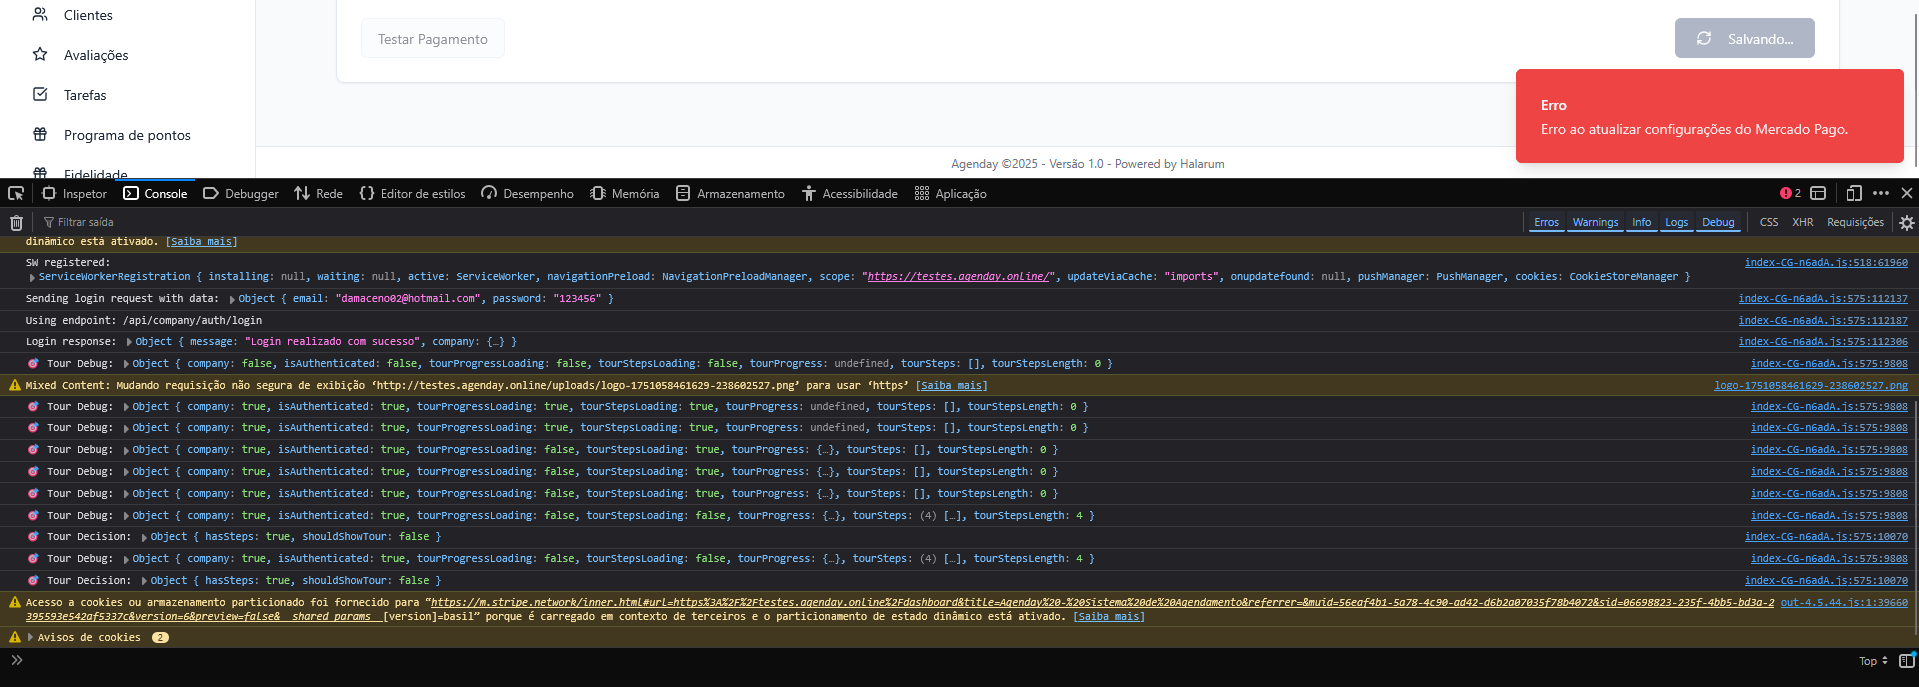 Clientes
Avaliações
Tarefas
Programa de pontos
Fidelidade
Testar Pagamento
Salvando...
Erro
Erro ao atualizar configurações do Mercado Pago.
Agenday ©2025 - Versão 1.0 - Powered by Halarum
Inspetor Console Debugger Rede Editor de estilos Desempenho Memória Armazenamento Acessibilidade Aplicação 2
Filtrar saída Erros Warnings Info Logs Debug CSS XHR Requisições
dinâmico está ativado. [Saiba mais]
SW registered: index-CG-n6adA.js:518:61960
ServiceWorkerRegistration { installing: null, waiting: null, active: ServiceWorker, navigationPreload: NavigationPreloadManager, scope: "https://testes.agenday.online/", updateViaCache: "imports", onupdatefound: null, pushManager: PushManager, cookies: CookieStoreManager }
Sending login request with data: Object { email: "damaceno02@hotmail.com", password: "123456" } index-CG-n6adA.js:575:112137
Using endpoint: /api/company/auth/login index-CG-n6adA.js:575:112187
Login response: Object { message: "Login realizado com sucesso", company: {…} } index-CG-n6adA.js:575:112306
🎯 Tour Debug: Object { company: false, isAuthenticated: false, tourProgressLoading: false, tourStepsLoading: false, tourProgress: undefined, tourSteps: [], tourStepsLength: 0 } index-CG-n6adA.js:575:9808
Mixed Content: Mudando requisição não segura de exibição ‘http://testes.agenday.online/uploads/logo-1751058461629-238602527.png’ para usar ‘https’ [Saiba mais] logo-1751058461629-238602527.png
🎯 Tour Debug: Object { company: true, isAuthenticated: true, tourProgressLoading: true, tourStepsLoading: true, tourProgress: undefined, tourSteps: [], tourStepsLength: 0 } index-CG-n6adA.js:575:9808
🎯 Tour Debug: Object { company: true, isAuthenticated: true, tourProgressLoading: true, tourStepsLoading: true, tourProgress: undefined, tourSteps: [], tourStepsLength: 0 } index-CG-n6adA.js:575:9808
🎯 Tour Debug: Object { company: true, isAuthenticated: true, tourProgressLoading: false, tourStepsLoading: true, tourProgress: {…}, tourSteps: [], tourStepsLength: 0 } index-CG-n6adA.js:575:9808
🎯 Tour Debug: Object { company: true, isAuthenticated: true, tourProgressLoading: false, tourStepsLoading: true, tourProgress: {…}, tourSteps: [], tourStepsLength: 0 } index-CG-n6adA.js:575:9808
🎯 Tour Debug: Object { company: true, isAuthenticated: true, tourProgressLoading: false, tourStepsLoading: true, tourProgress: {…}, tourSteps: [], tourStepsLength: 0 } index-CG-n6adA.js:575:9808
🎯 Tour Debug: Object { company: true, isAuthenticated: true, tourProgressLoading: false, tourStepsLoading: false, tourProgress: {…}, tourSteps: (4) […], tourStepsLength: 4 } index-CG-n6adA.js:575:9808
🎯 Tour Decision: Object { hasSteps: true, shouldShowTour: false } index-CG-n6adA.js:575:10070
🎯 Tour Debug: Object { company: true, isAuthenticated: true, tourProgressLoading: false, tourStepsLoading: false, tourProgress: {…}, tourSteps: (4) […], tourStepsLength: 4 } index-CG-n6adA.js:575:9808
🎯 Tour Decision: Object { hasSteps: true, shouldShowTour: false } index-CG-n6adA.js:575:10070
Acesso a cookies ou armazenamento particionado foi fornecido para “https://m.stripe.network/inner.html#url=https%3A%2F%2Ftestes.agenday.online%2Fdashboard&title=Agenday%20-%20Sistema%20de%20Agendamento&referrer=&muid=56eaf4b1-5a78-4c90-ad42-d6b2a07035f78b4072&sid=06698823-235f-4bb5-bd3a-2 out-4.5.44.js:1:39660
395593e542af5337c&version=6&preview=false&__shared_params__[version]=basil” porque é carregado em contexto de terceiros e o particionamento de estado dinâmico está ativado. [Saiba mais]
Avisos de cookies 2
Top